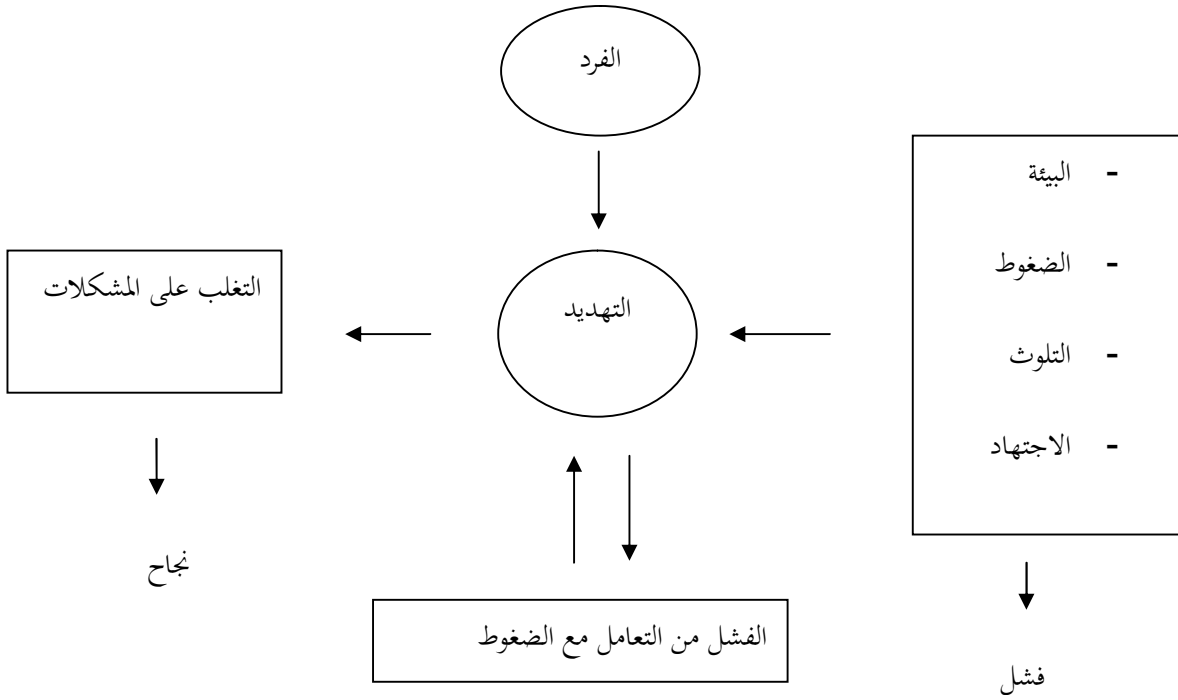 الفرد
- البيئة
- الضغوط
- التلوث
- الاجتهاد
التهديد
التغلب على المشكلات
نجاح
الفشل من التعامل مع الضغوط
فشل